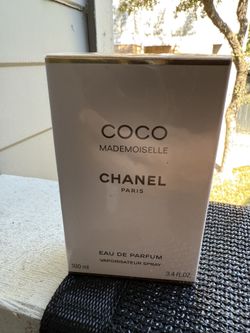 COCO
MADEMOISELLE
CHANEL
PARIS
EAU DE PARFUM
VAPORISATEUR SPRAY
100 ml 3.4 FL.OZ